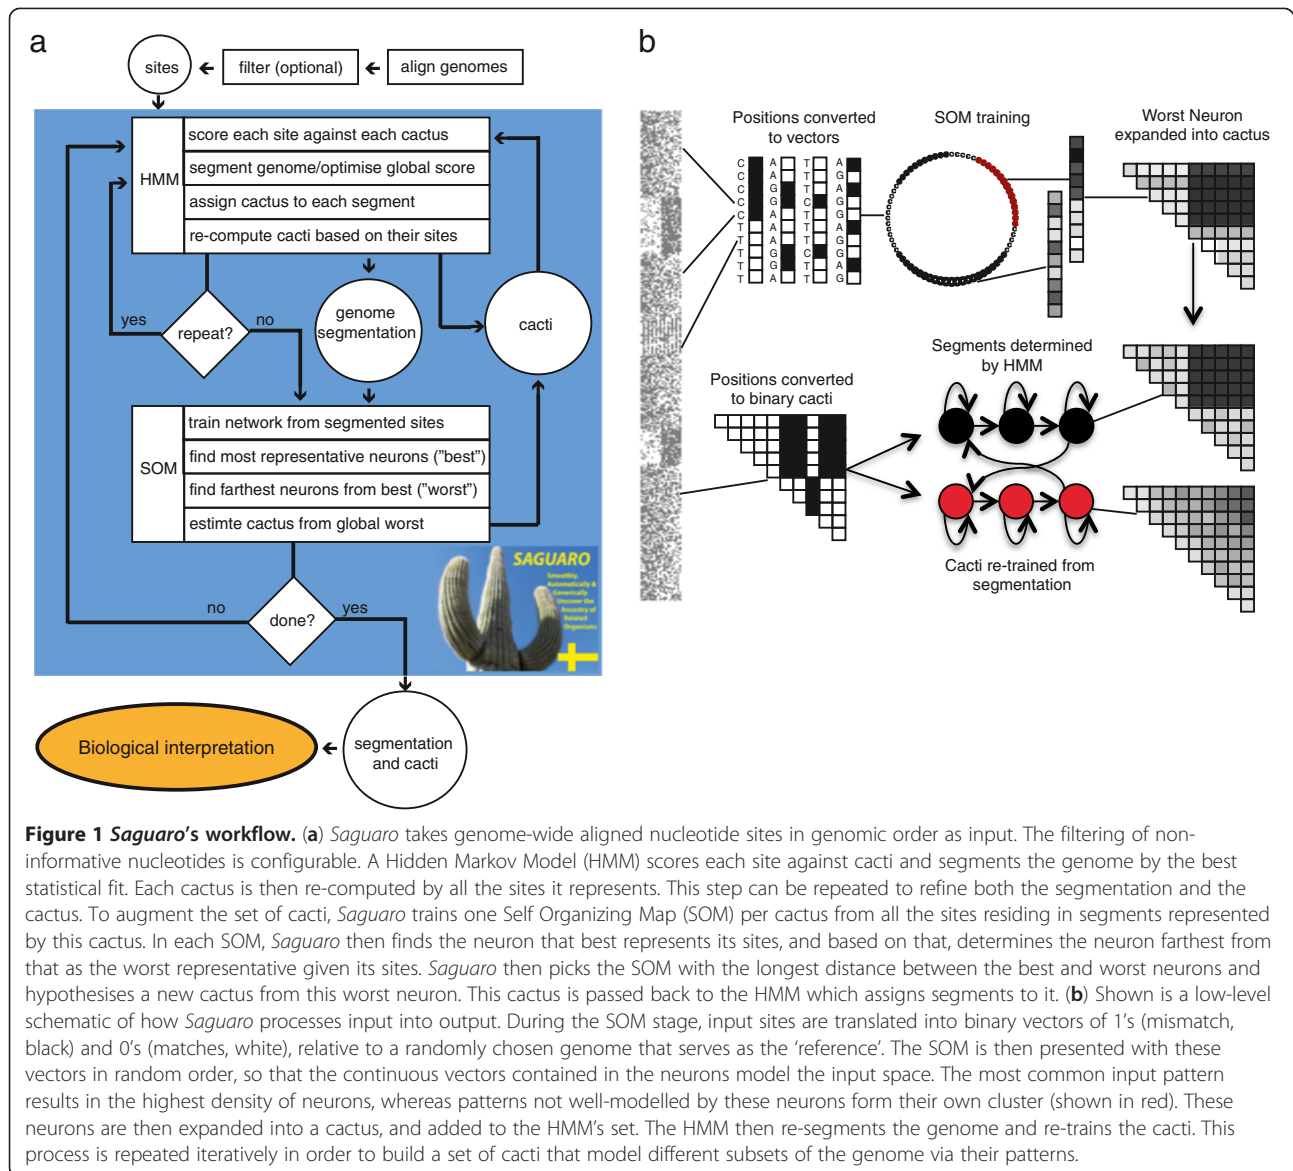 a
sites
filter (optional)
align genomes
HMM
score each site against each cactus
segment genome/optimise global score
assign cactus to each segment
re-compute cacti based on their sites
yes
repeat?
no
genome
segmentation
cacti
SOM
train network from segmented sites
find most representative neurons ("best")
find farthest neurons from best ("worst")
estimte cactus from global worst
SAGUARO
Smoothly,
Automatically &
Generically
Uncover the
Ancestry of
Related
Organisms
no
done?
yes
Biological interpretation
segmentation
and cacti
b
Positions converted
to vectors
SOM training
Worst Neuron
expanded into cactus
C A T A
C A T A
C G T G
C G C A
C A T G
T A T A
T A T G
T G C A
T G T G
T A T A
Positions converted
to binary cacti
Segments determined
by HMM
Cacti re-trained from
segmentation
Figure 1 Saguaro's workflow. (a) Saguaro takes genome-wide aligned nucleotide sites in genomic order as input. The filtering of non-
informative nucleotides is configurable. A Hidden Markov Model (HMM) scores each site against cacti and segments the genome by the best
statistical fit. Each cactus is then re-computed by all the sites it represents. This step can be repeated to refine both the segmentation and the
cactus. To augment the set of cacti, Saguaro trains one Self Organizing Map (SOM) per cactus from all the sites residing in segments represented
by this cactus. In each SOM, Saguaro then finds the neuron that best represents its sites, and based on that, determines the neuron farthest from
that as the worst representative given its sites. Saguaro then picks the SOM with the longest distance between the best and worst neurons and
hypothesises a new cactus from this worst neuron. This cactus is passed back to the HMM which assigns segments to it. (b) Shown is a low-level
schematic of how Saguaro processes input into output. During the SOM stage, input sites are translated into binary vectors of 1's (mismatch,
black) and 0's (matches, white), relative to a randomly chosen genome that serves as the 'reference'. The SOM is then presented with these
vectors in random order, so that the continuous vectors contained in the neurons model the input space. The most common input pattern
results in the highest density of neurons, whereas patterns not well-modelled by these neurons form their own cluster (shown in red). These
neurons are then expanded into a cactus, and added to the HMM's set. The HMM then re-segments the genome and re-trains the cacti. This
process is repeated iteratively in order to build a set of cacti that model different subsets of the genome via their patterns.